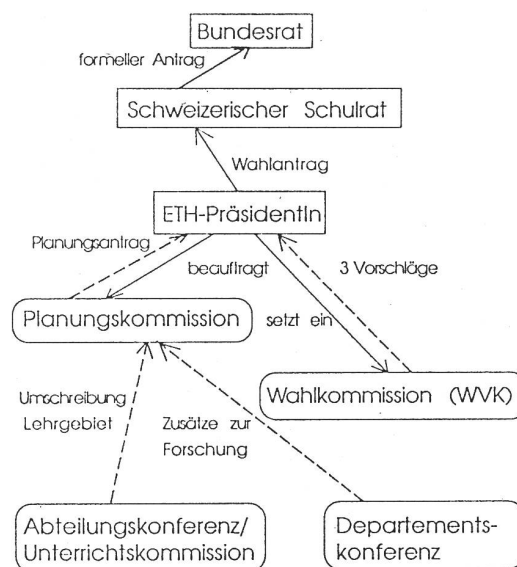 Bundesrat
formeller Antrag
Schweizerischer Schulrat
Wahlantrag
ETH-PräsidentIn
Planungsantrag
beauftragt
3 Vorschläge
Planungskommission
setzt ein
Wahlkommission (WVK)
Umschreibung
Lehrgebiet
Zusätze zur
Forschung
Abteilungskonferenz/
Unterrichtskommission
Departements-
konferenz